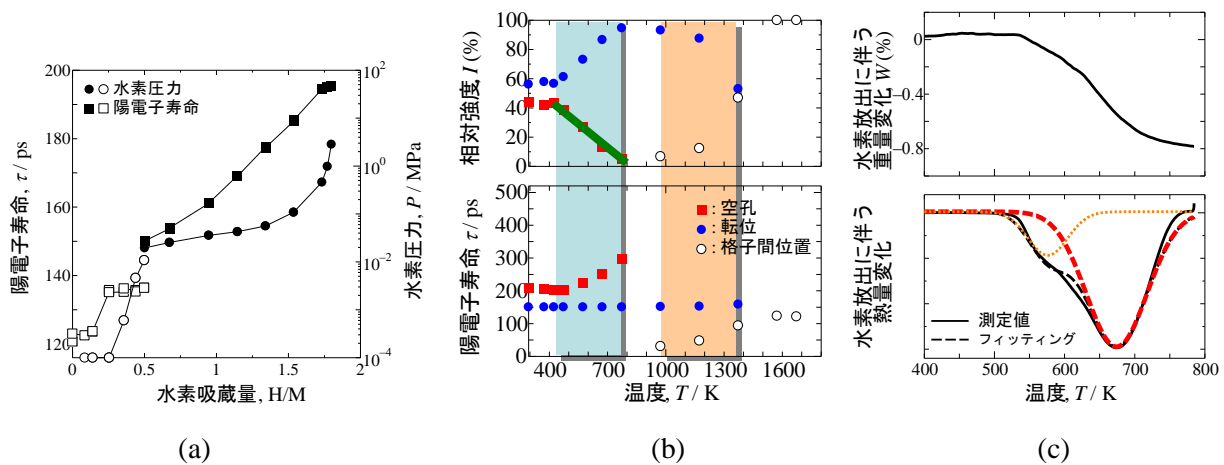 200
180
160
140
120
陽電子寿命, τ / ps
水素圧力
陽電子寿命
10^2
10^0
10^-2
10^-4
水素圧力, P / MPa
0 0.5 1 1.5 2
水素吸蔵量, H/M
(a)
100
80
60
40
20
0
相対強度 I (%)
500
400
300
200
100
0
陽電子寿命, τ / ps
: 空孔
: 転位
: 格子間位置
400 700 1000 1300 1600
温度, T / K
(b)
0
−0.4
−0.8
水素放出に伴う
重量変化, W(%)
水素放出に伴う
熱量変化
測定値
フィッティング
400 500 600 700 800
温度, T / K
(c)